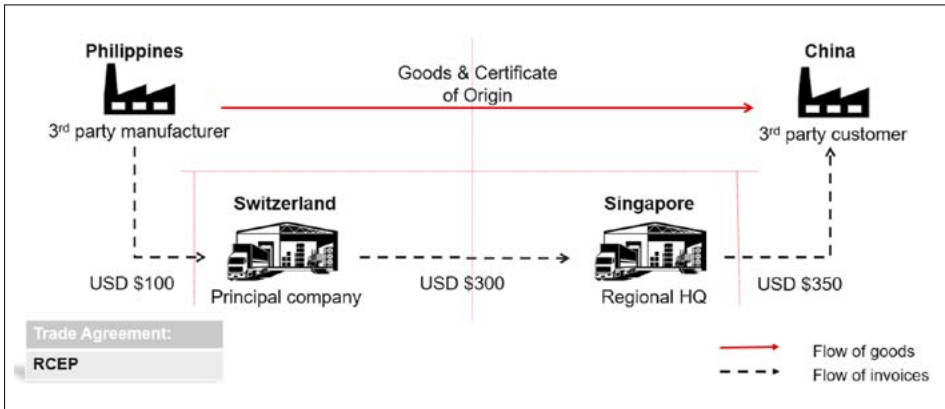 Philippines
China
Goods & Certificate
of Origin
3rd party manufacturer
3rd party customer
Switzerland
Singapore
USD $100
Principal company
USD $300
Regional HQ
USD $350
Trade Agreement:
RCEP
Flow of goods
Flow of invoices